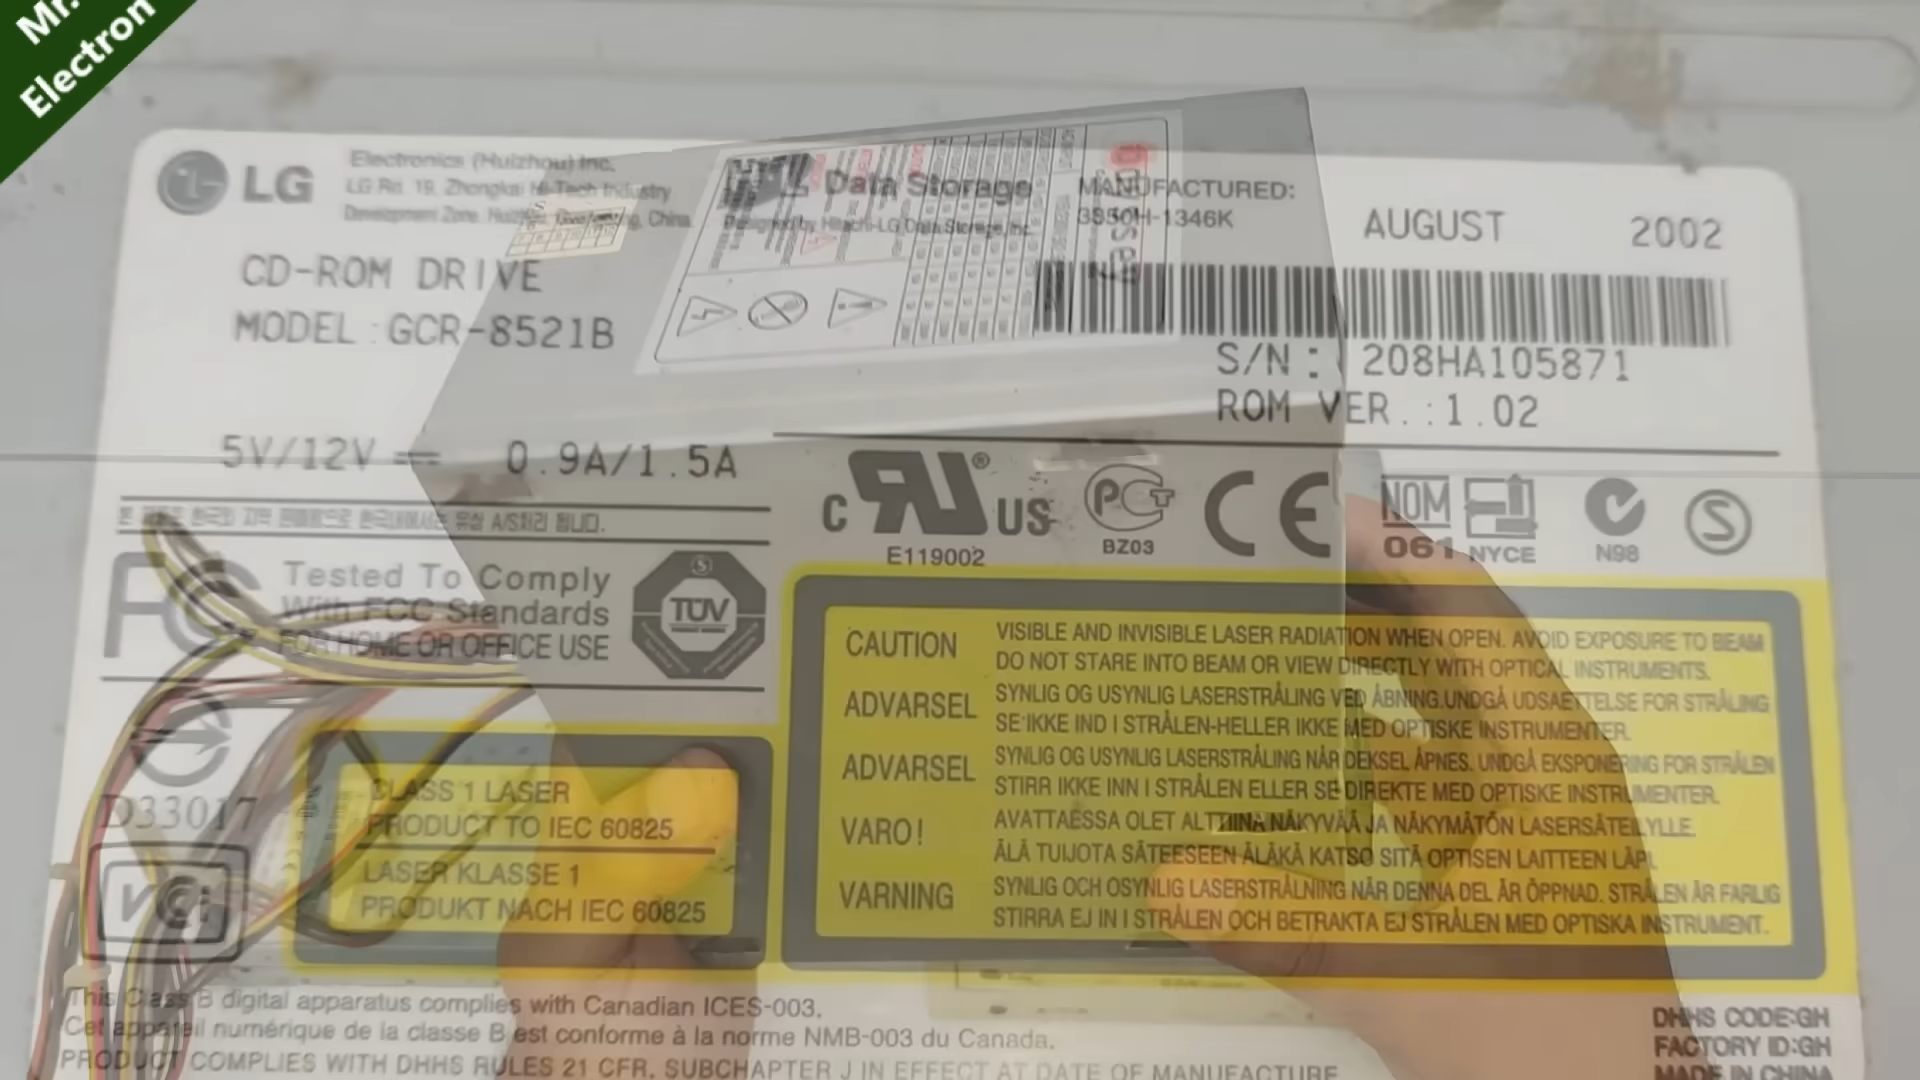 Mr.
Electron
LG
Electronics (Huizhou) Inc.
LG Rd. 19, Zhongkai Hi-Tech Industry
Development Zone, Huizhou, Guangdong, China.
Data Storage
Designed by Hitachi-LG Data Storage, Inc.
MANUFACTURED:
3850H-1346K
AUGUST 2002
CD-ROM DRIVE
MODEL : GCR-8521B
S/N : 208HA105871
ROM VER. : 1.02
5V/12V 0.9A/1.5A
유상 A/S처리 됩니다.
C RU ® US
E119002
PCT
BZ03
CE
NOM
061
NYCE
N98
S
FC
Tested To Comply
With FCC Standards
FOR HOME OR OFFICE USE
TÜV
CAUTION VISIBLE AND INVISIBLE LASER RADIATION WHEN OPEN. AVOID EXPOSURE TO BEAM
DO NOT STARE INTO BEAM OR VIEW DIRECTLY WITH OPTICAL INSTRUMENTS.
ADVARSEL SYNLIG OG USYNLIG LASERSTRÅLING VED ÅBNING.UNDGÅ UDSAETTELSE FOR STRÅLING
SE IKKE IND I STRÅLEN-HELLER IKKE MED OPTISKE INSTRUMENTER.
ADVARSEL SYNLIG OG USYNLIG LASERSTRÅLING NÅR DEKSEL ÅPNES. UNDGÅ EKSPONERING FOR STRÅLEN
STIRR IKKE INN I STRÅLEN ELLER SE DIREKTE MED OPTISKE INSTRUMENTER.
VARO! AVATTAESSA OLET ALTTIINA NÄKYVÄÄ JA NÄKYMÄTÖN LASERSÄTEILYLLE.
ÄLÄ TUIJOTA SÄTEESEEN ÄLÄKÄ KATSO SITÄ OPTISEN LAITTEEN LÄPI.
VARNING SYNLIG OCH OSYNLIG LASERSTRÅLNING NÄR DENNA DEL ÄR ÖPPNAD. STRÅLEN ÄR FARLIG
STIRRA EJ IN I STRÅLEN OCH BETRAKTA EJ STRÅLEN MED OPTISKA INSTRUMENT.
D33017
VCi
CLASS 1 LASER
PRODUCT TO IEC 60825
LASER KLASSE 1
PRODUKT NACH IEC 60825
This Class B digital apparatus complies with Canadian ICES-003.
Cet appareil numérique de la classe B est conforme à la norme NMB-003 du Canada.
PRODUCT COMPLIES WITH DHHS RULES 21 CFR. SUBCHAPTER J IN EFFECT AT DATE OF MANUFACTURE
DHHS CODE:GH
FACTORY ID:GH
MADE IN CHINA